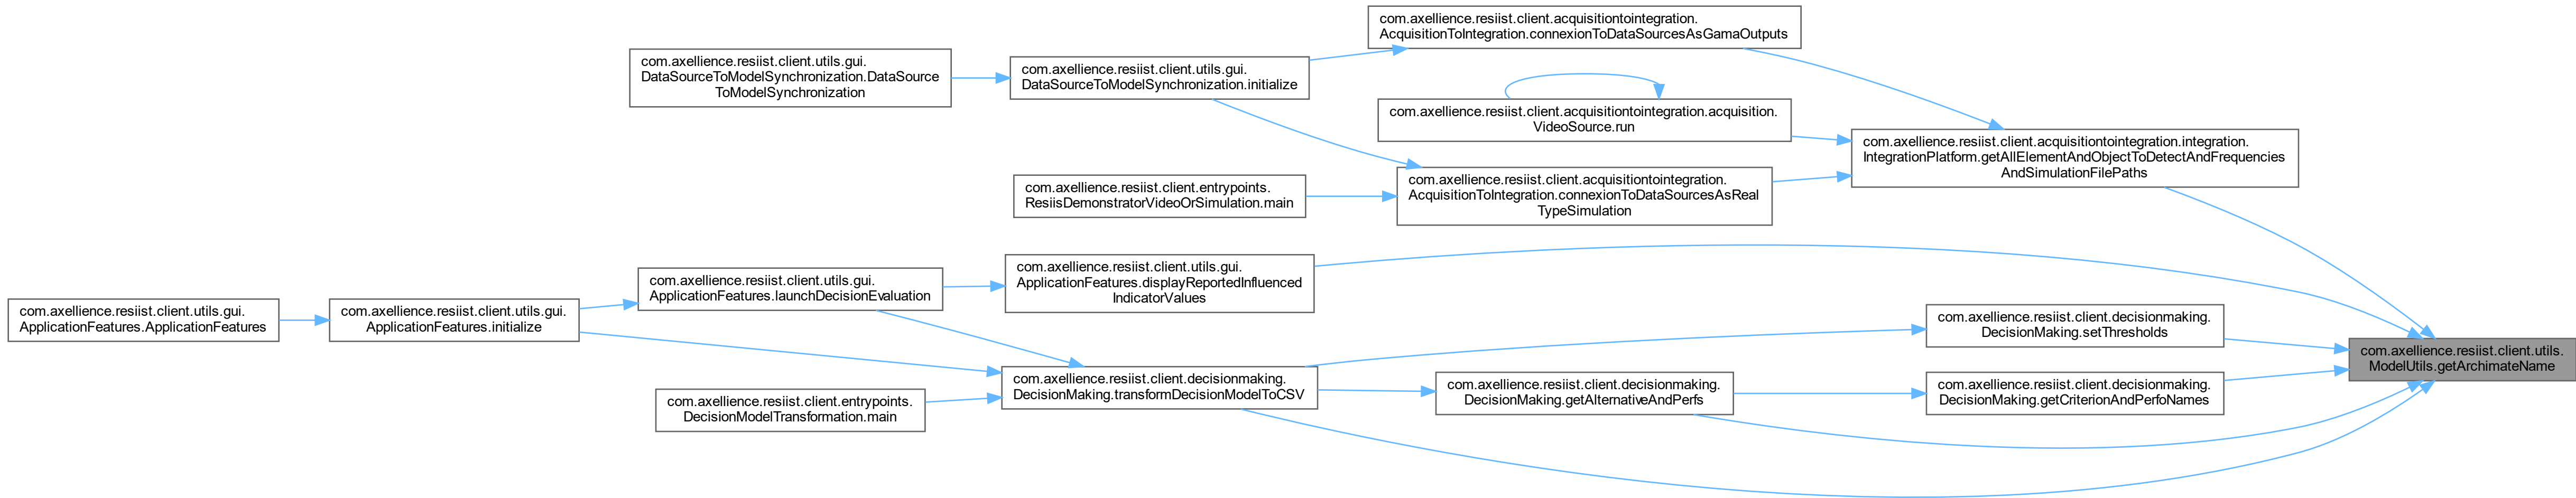 com.axellience.resiist.client.acquisitiontointegration.
AcquisitionToIntegration.connexionToDataSourcesAsGamaOutputs
com.axellience.resiist.client.utils.gui.
DataSourceToModelSynchronization.DataSource
ToModelSynchronization
com.axellience.resiist.client.utils.gui.
DataSourceToModelSynchronization.initialize
com.axellience.resiist.client.acquisitiontointegration.acquisition.
VideoSource.run
com.axellience.resiist.client.acquisitiontointegration.integration.
IntegrationPlatform.getAllElementAndObjectToDetectAndFrequencies
AndSimulationFilePaths
com.axellience.resiist.client.entrypoints.
ResiisDemonstratorVideoOrSimulation.main
com.axellience.resiist.client.acquisitiontointegration.
AcquisitionToIntegration.connexionToDataSourcesAsReal
TypeSimulation
com.axellience.resiist.client.utils.gui.
ApplicationFeatures.ApplicationFeatures
com.axellience.resiist.client.utils.gui.
ApplicationFeatures.initialize
com.axellience.resiist.client.utils.gui.
ApplicationFeatures.launchDecisionEvaluation
com.axellience.resiist.client.utils.gui.
ApplicationFeatures.displayReportedInfluenced
IndicatorValues
com.axellience.resiist.client.decisionmaking.
DecisionMaking.setThresholds
com.axellience.resiist.client.utils.
ModelUtils.getArchimateName
com.axellience.resiist.client.entrypoints.
DecisionModelTransformation.main
com.axellience.resiist.client.decisionmaking.
DecisionMaking.transformDecisionModelToCSV
com.axellience.resiist.client.decisionmaking.
DecisionMaking.getAlternativeAndPerfs
com.axellience.resiist.client.decisionmaking.
DecisionMaking.getCriterionAndPerfoNames